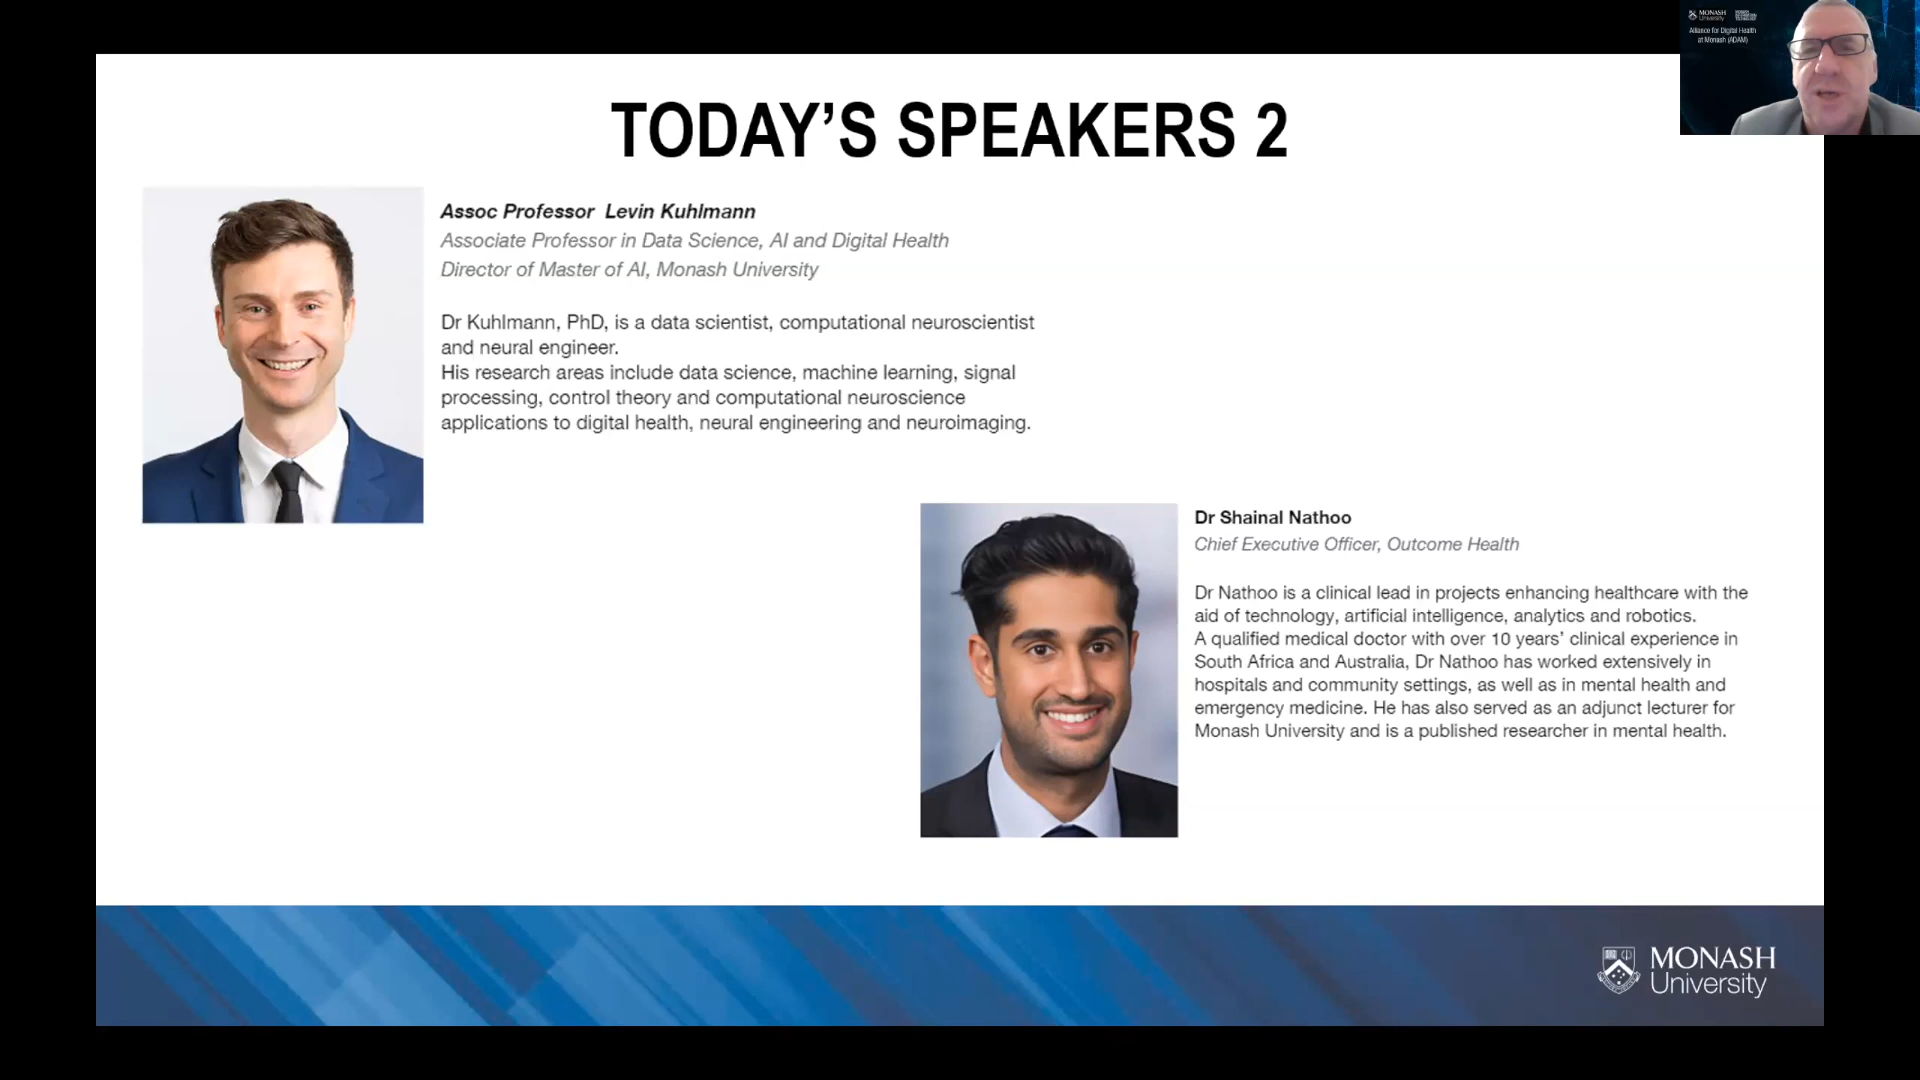 MONASH
University
Alliance for Digital Health
at Monash (ADAM)
TODAY’S SPEAKERS 2
Assoc Professor Levin Kuhlmann
Associate Professor in Data Science, AI and Digital Health
Director of Master of AI, Monash University
Dr Kuhlmann, PhD, is a data scientist, computational neuroscientist
and neural engineer.
His research areas include data science, machine learning, signal
processing, control theory and computational neuroscience
applications to digital health, neural engineering and neuroimaging.
Dr Shainal Nathoo
Chief Executive Officer, Outcome Health
Dr Nathoo is a clinical lead in projects enhancing healthcare with the
aid of technology, artificial intelligence, analytics and robotics.
A qualified medical doctor with over 10 years’ clinical experience in
South Africa and Australia, Dr Nathoo has worked extensively in
hospitals and community settings, as well as in mental health and
emergency medicine. He has also served as an adjunct lecturer for
Monash University and is a published researcher in mental health.
MONASH
University